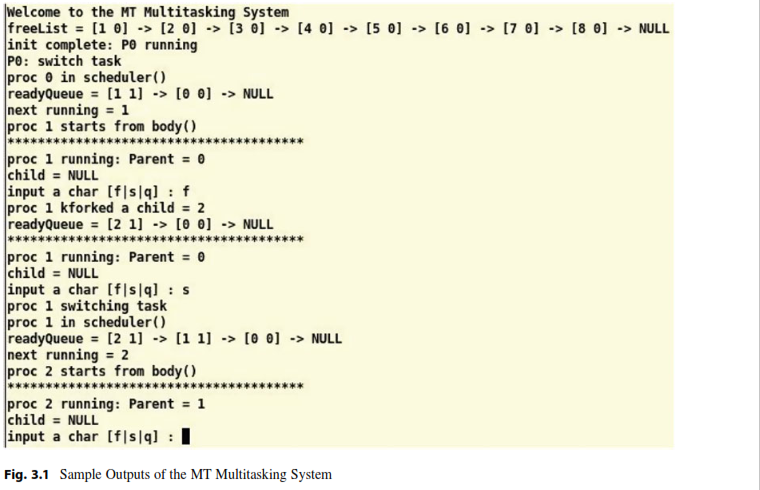 Welcome to the MT Multitasking System
freeList = [1 0] -> [2 0] -> [3 0] -> [4 0] -> [5 0] -> [6 0] -> [7 0] -> [8 0] -> NULL
init complete: P0 running
P0: switch task
proc 0 in scheduler()
readyQueue = [1 1] -> [0 0] -> NULL
next running = 1
proc 1 starts from body()
***************************************
proc 1 running: Parent = 0
child = NULL
input a char [f|s|q] : f
proc 1 kforked a child = 2
readyQueue = [2 1] -> [0 0] -> NULL
***************************************
proc 1 running: Parent = 0
child = NULL
input a char [f|s|q] : s
proc 1 switching task
proc 1 in scheduler()
readyQueue = [2 1] -> [1 1] -> [0 0] -> NULL
next running = 2
proc 2 starts from body()
***************************************
proc 2 running: Parent = 1
child = NULL
input a char [f|s|q] :
Fig. 3.1 Sample Outputs of the MT Multitasking System